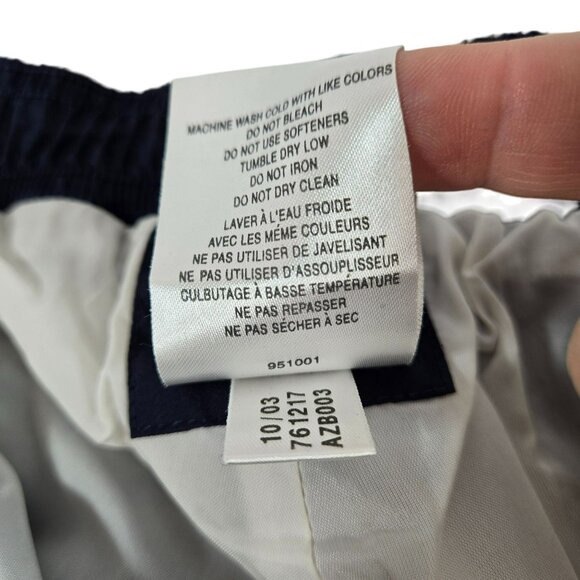 MACHINE WASH COLD WITH LIKE COLORS
DO NOT BLEACH
DO NOT USE SOFTENERS
TUMBLE DRY LOW
DO NOT IRON
DO NOT DRY CLEAN
LAVER À L'EAU FROIDE
AVEC LES MÉME COULEURS
NE PAS UTILISER DE JAVELISANT
NE PAS UTILISER D'ASSOUPLISSEUR
CULBUTAGE À BASSE TEMPÉRATURE
NE PAS REPASSER
NE PAS SÉCHER À SEC
951001
10/03
761217
AZB003